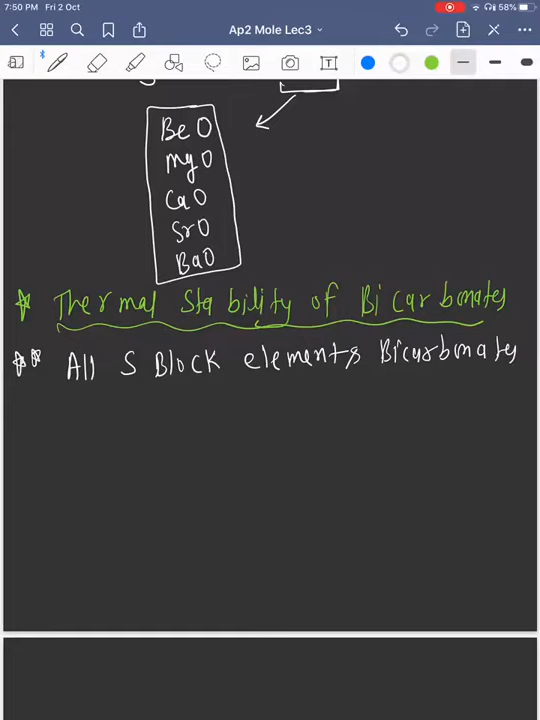 7:50 PM Fri 2 Oct 58%
Ap2 Mole Lec3
BeO
MgO
CaO
SrO
BaO
Thermal Stability of Bicarbonates
All S Block elements Bicarbonates